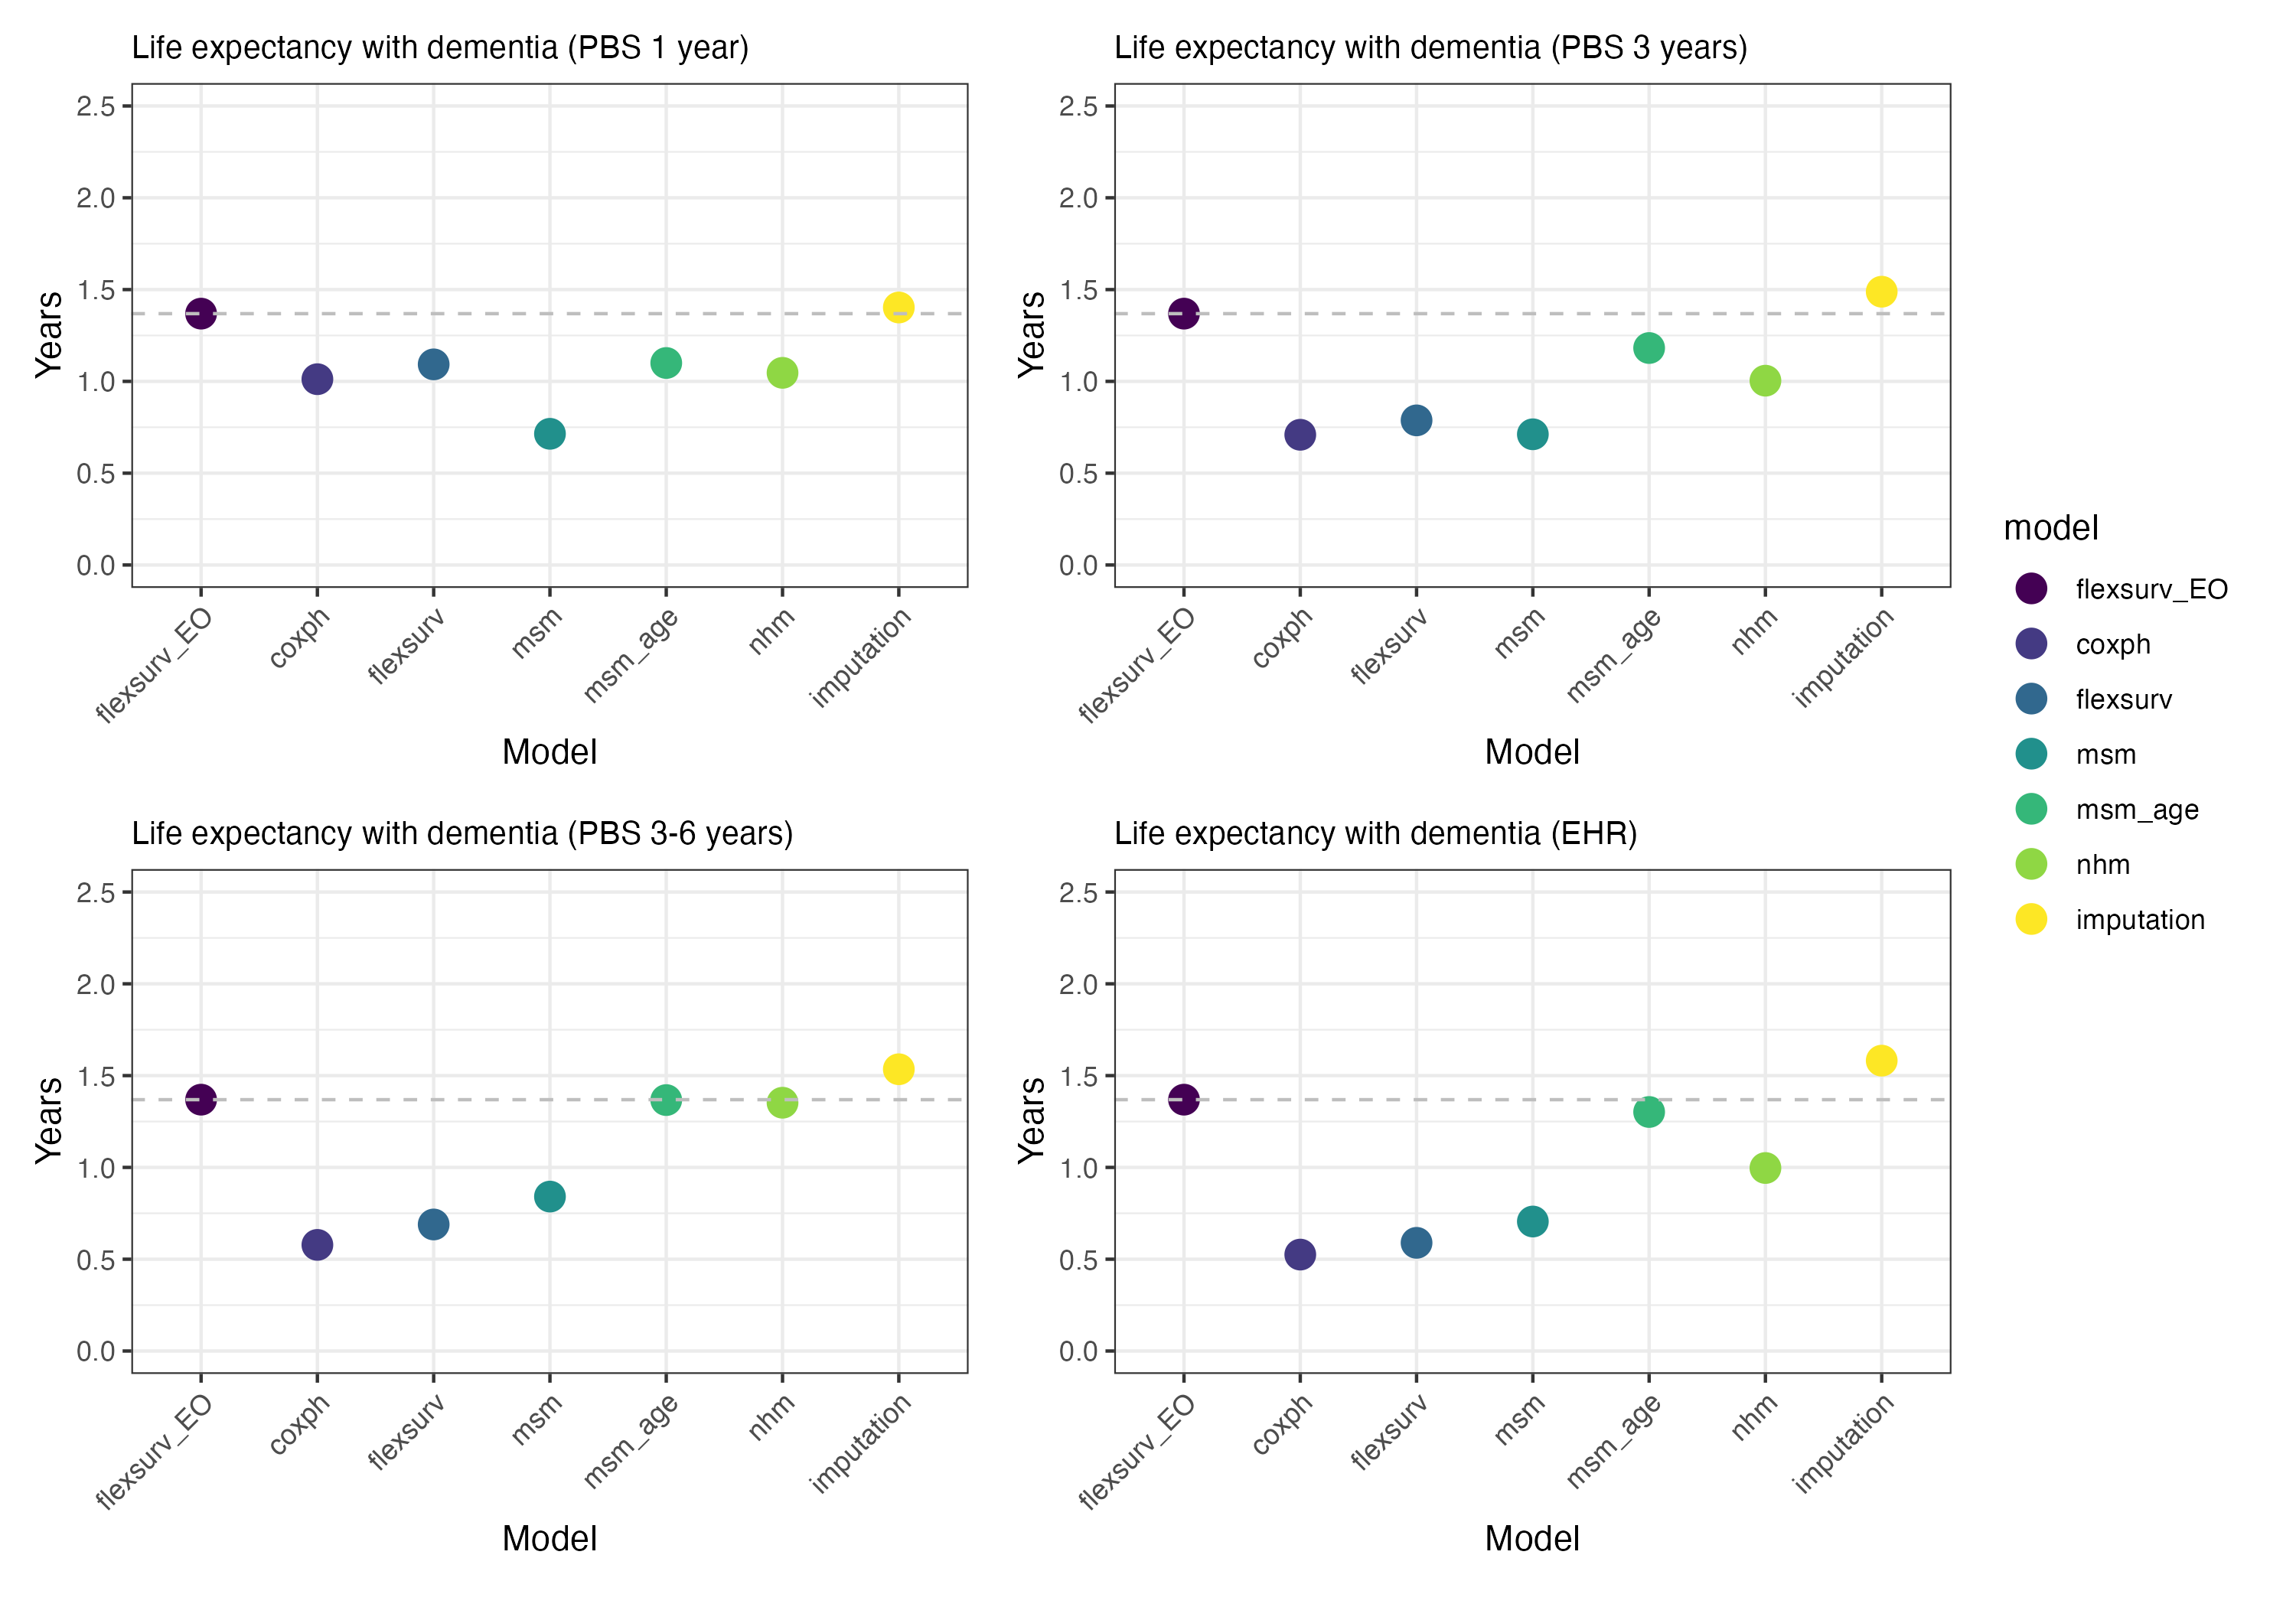 Life expectancy with dementia (PBS 1 year)
Years
2.5
2.0
1.5
1.0
0.5
0.0
flexsurv_EO
coxph
flexsurv
msm
msm_age
nhm
imputation
Model
Life expectancy with dementia (PBS 3 years)
Years
2.5
2.0
1.5
1.0
0.5
0.0
flexsurv_EO
coxph
flexsurv
msm
msm_age
nhm
imputation
Model
Life expectancy with dementia (PBS 3-6 years)
Years
2.5
2.0
1.5
1.0
0.5
0.0
flexsurv_EO
coxph
flexsurv
msm
msm_age
nhm
imputation
Model
Life expectancy with dementia (EHR)
Years
2.5
2.0
1.5
1.0
0.5
0.0
flexsurv_EO
coxph
flexsurv
msm
msm_age
nhm
imputation
Model
model
flexsurv_EO
coxph
flexsurv
msm
msm_age
nhm
imputation